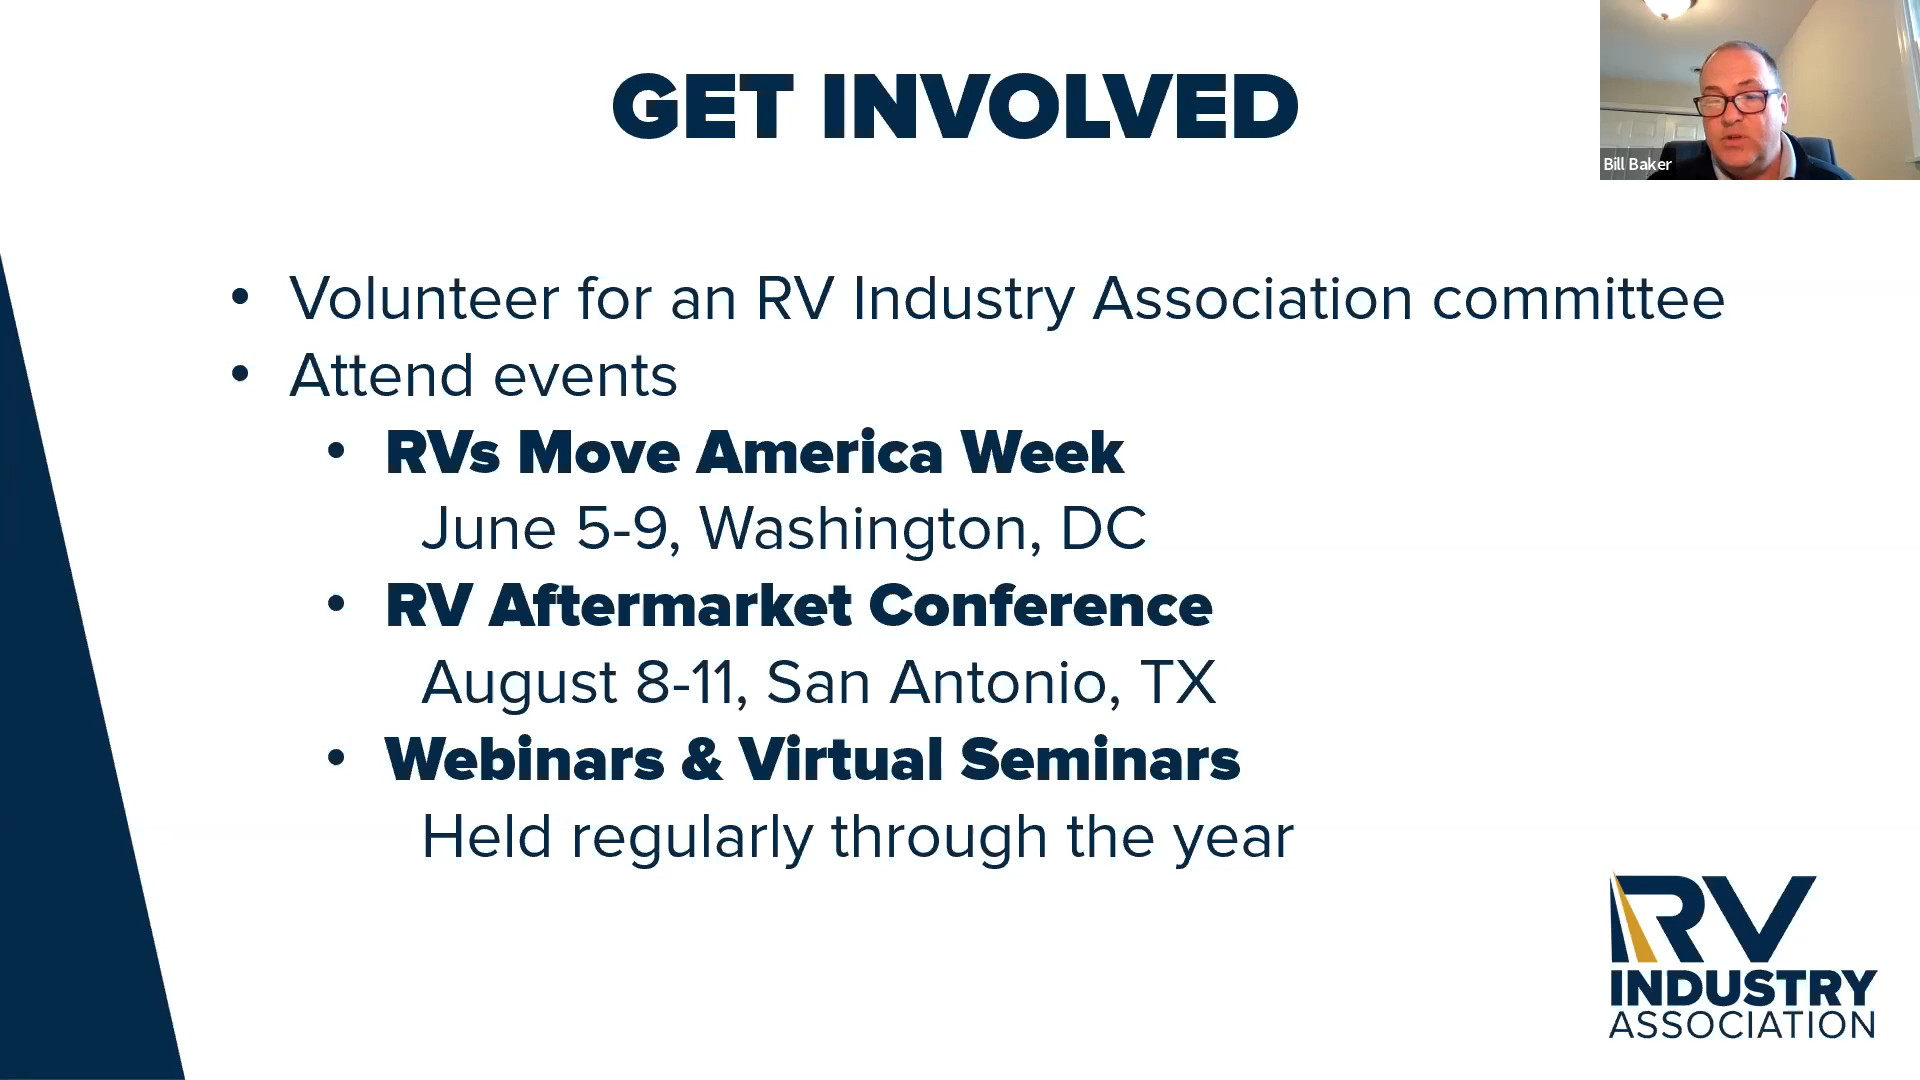 GET INVOLVED
Bill Baker
• Volunteer for an RV Industry Association committee
• Attend events
• RVs Move America Week
June 5-9, Washington, DC
• RV Aftermarket Conference
August 8-11, San Antonio, TX
• Webinars & Virtual Seminars
Held regularly through the year
RV
INDUSTRY
ASSOCIATION